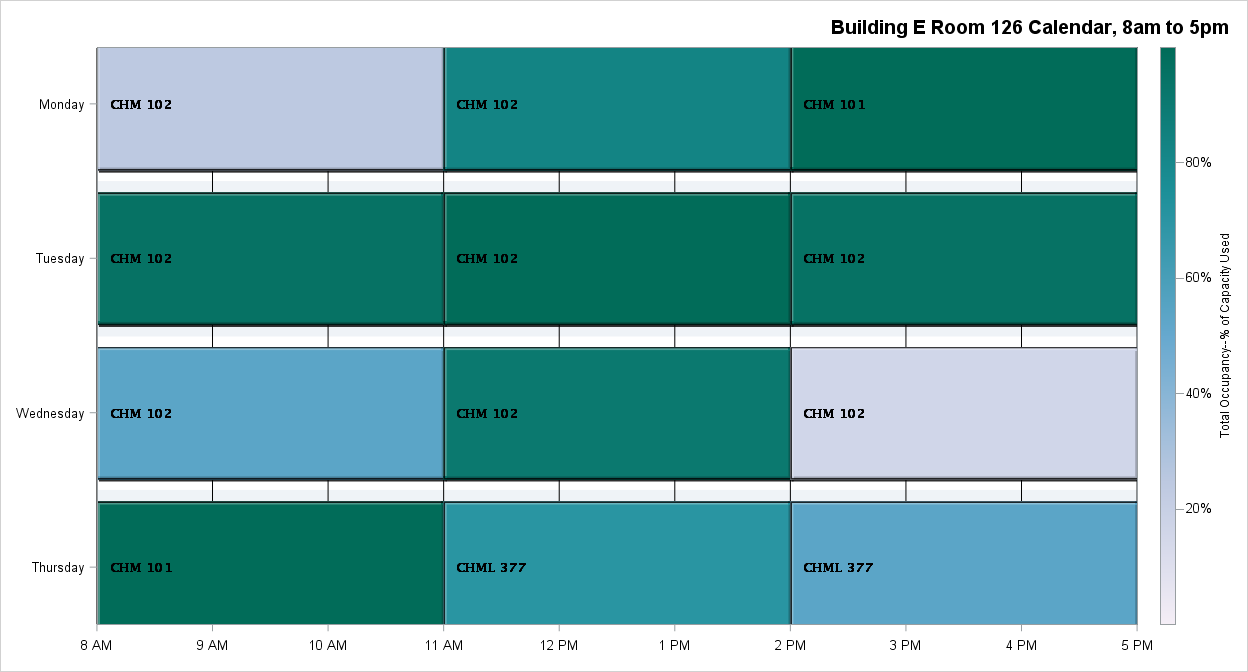 Building E Room 126 Calendar, 8am to 5pm
Monday
CHM 102
CHM 102
CHM 101
Tuesday
CHM 102
CHM 102
CHM 102
Wednesday
CHM 102
CHM 102
CHM 102
Thursday
CHM 101
CHML 377
CHML 377
8 AM
9 AM
10 AM
11 AM
12 PM
1 PM
2 PM
3 PM
4 PM
5 PM
80%
60%
40%
20%
Total Occupancy--% of Capacity Used